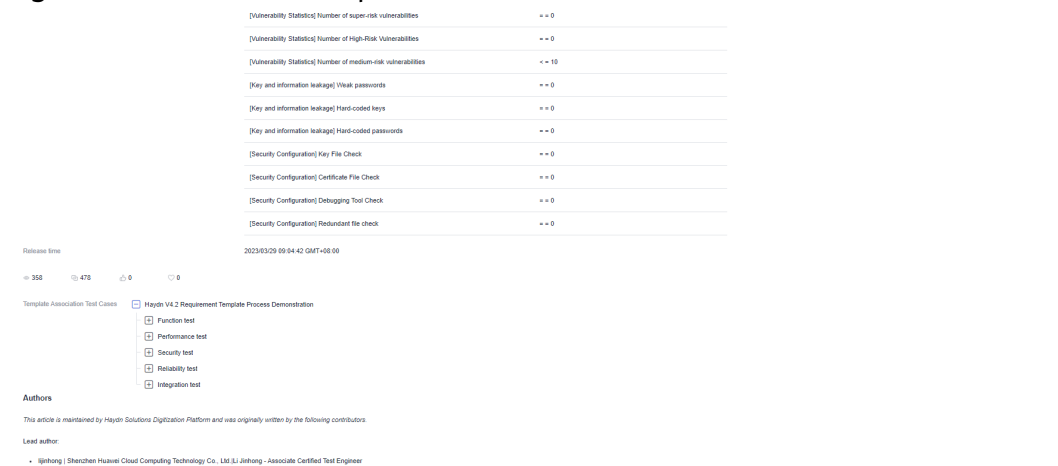 [Vulnerability Statistics] Number of super-risk vulnerabilities = = 0
[Vulnerability Statistics] Number of High-Risk Vulnerabilities = = 0
[Vulnerability Statistics] Number of medium-risk vulnerabilities < = 10
[Key and information leakage] Weak passwords = = 0
[Key and information leakage] Hard-coded keys = = 0
[Key and information leakage] Hard-coded passwords = = 0
[Security Configuration] Key File Check = = 0
[Security Configuration] Certificate File Check = = 0
[Security Configuration] Debugging Tool Check = = 0
[Security Configuration] Redundant file check = = 0
Release time 2023/03/29 09:04:42 GMT+08:00
358 478 0 0
Template Association Test Cases Haydn V4.2 Requirement Template Process Demonstration
Function test
Performance test
Security test
Reliability test
Integration test
Authors
This article is maintained by Haydn Solutions Digitization Platform and was originally written by the following contributors.
Lead author:
• lijinhong | Shenzhen Huawei Cloud Computing Technology Co., Ltd.|Li Jinhong - Associate Certified Test Engineer